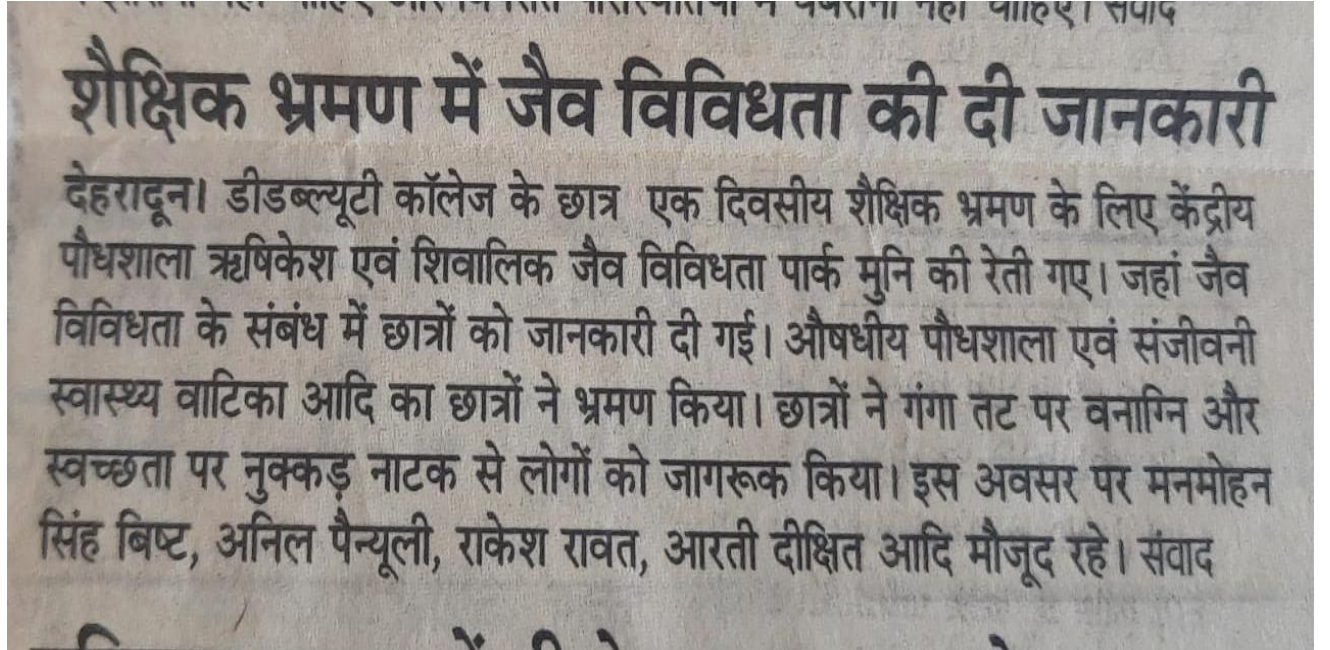 नहीं चाहिए। संवाद
शैक्षिक भ्रमण में जैव विविधता की दी जानकारी
देहरादून। डीडब्ल्यूटी कॉलेज के छात्र एक दिवसीय शैक्षिक भ्रमण के लिए केंद्रीय
पौधशाला ऋषिकेश एवं शिवालिक जैव विविधता पार्क मुनि की रेती गए। जहां जैव
विविधता के संबंध में छात्रों को जानकारी दी गई। औषधीय पौधशाला एवं संजीवनी
स्वास्थ्य वाटिका आदि का छात्रों ने भ्रमण किया। छात्रों ने गंगा तट पर वनाग्नि और
स्वच्छता पर नुक्कड़ नाटक से लोगों को जागरूक किया। इस अवसर पर मनमोहन
सिंह बिष्ट, अनिल पैन्यूली, राकेश रावत, आरती दीक्षित आदि मौजूद रहे। संवाद